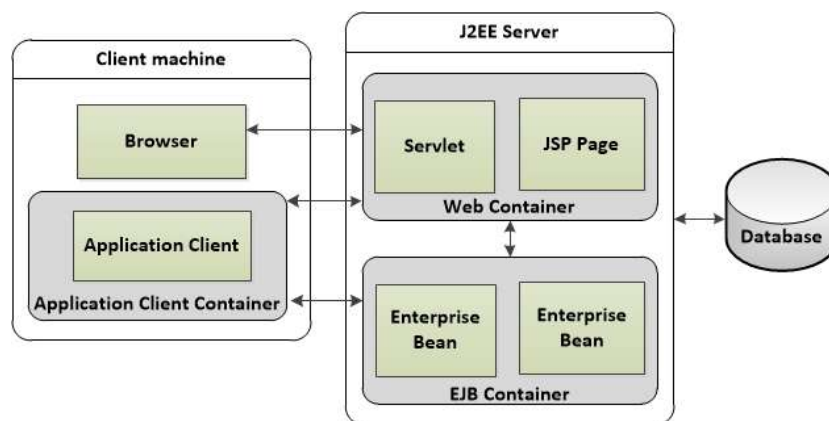 J2EE Server
Client machine
Browser
Servlet
JSP Page
Web Container
Application Client
Application Client Container
Database
Enterprise
Bean
Enterprise
Bean
EJB Container